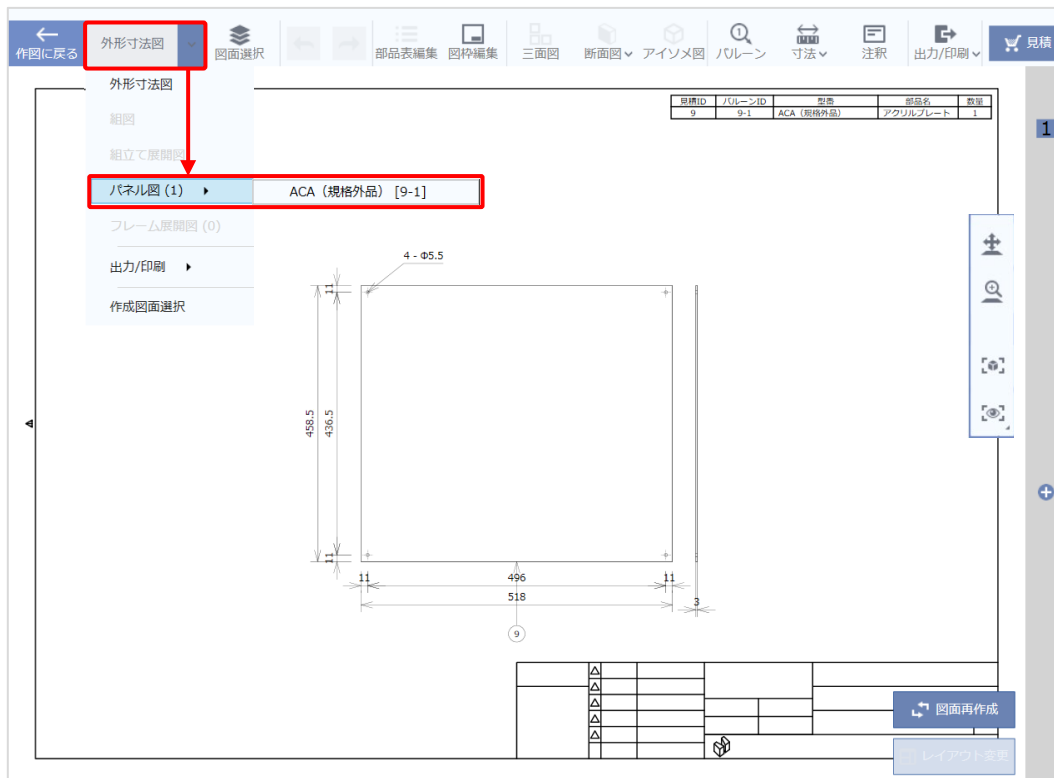 作図に戻る
外形寸法図
図面選択
部品表編集
図枠編集
三面図
断面図
アイソメ図
1
バルーン
寸法
注釈
出力/印刷
見積
外形寸法図
組図
組立て展開図
パネル図 (1)
ACA（規格外品） [9-1]
フレーム展開図 (0)
出力/印刷
作成図面選択
見積ID バルーンID 型番 部品名 数量
9 9-1 ACA（規格外品） アクリルプレート 1
1
4 - Φ5.5
11
458.5
436.5
11
11
496
11
518
3
9
A
図面再作成
レイアウト変更